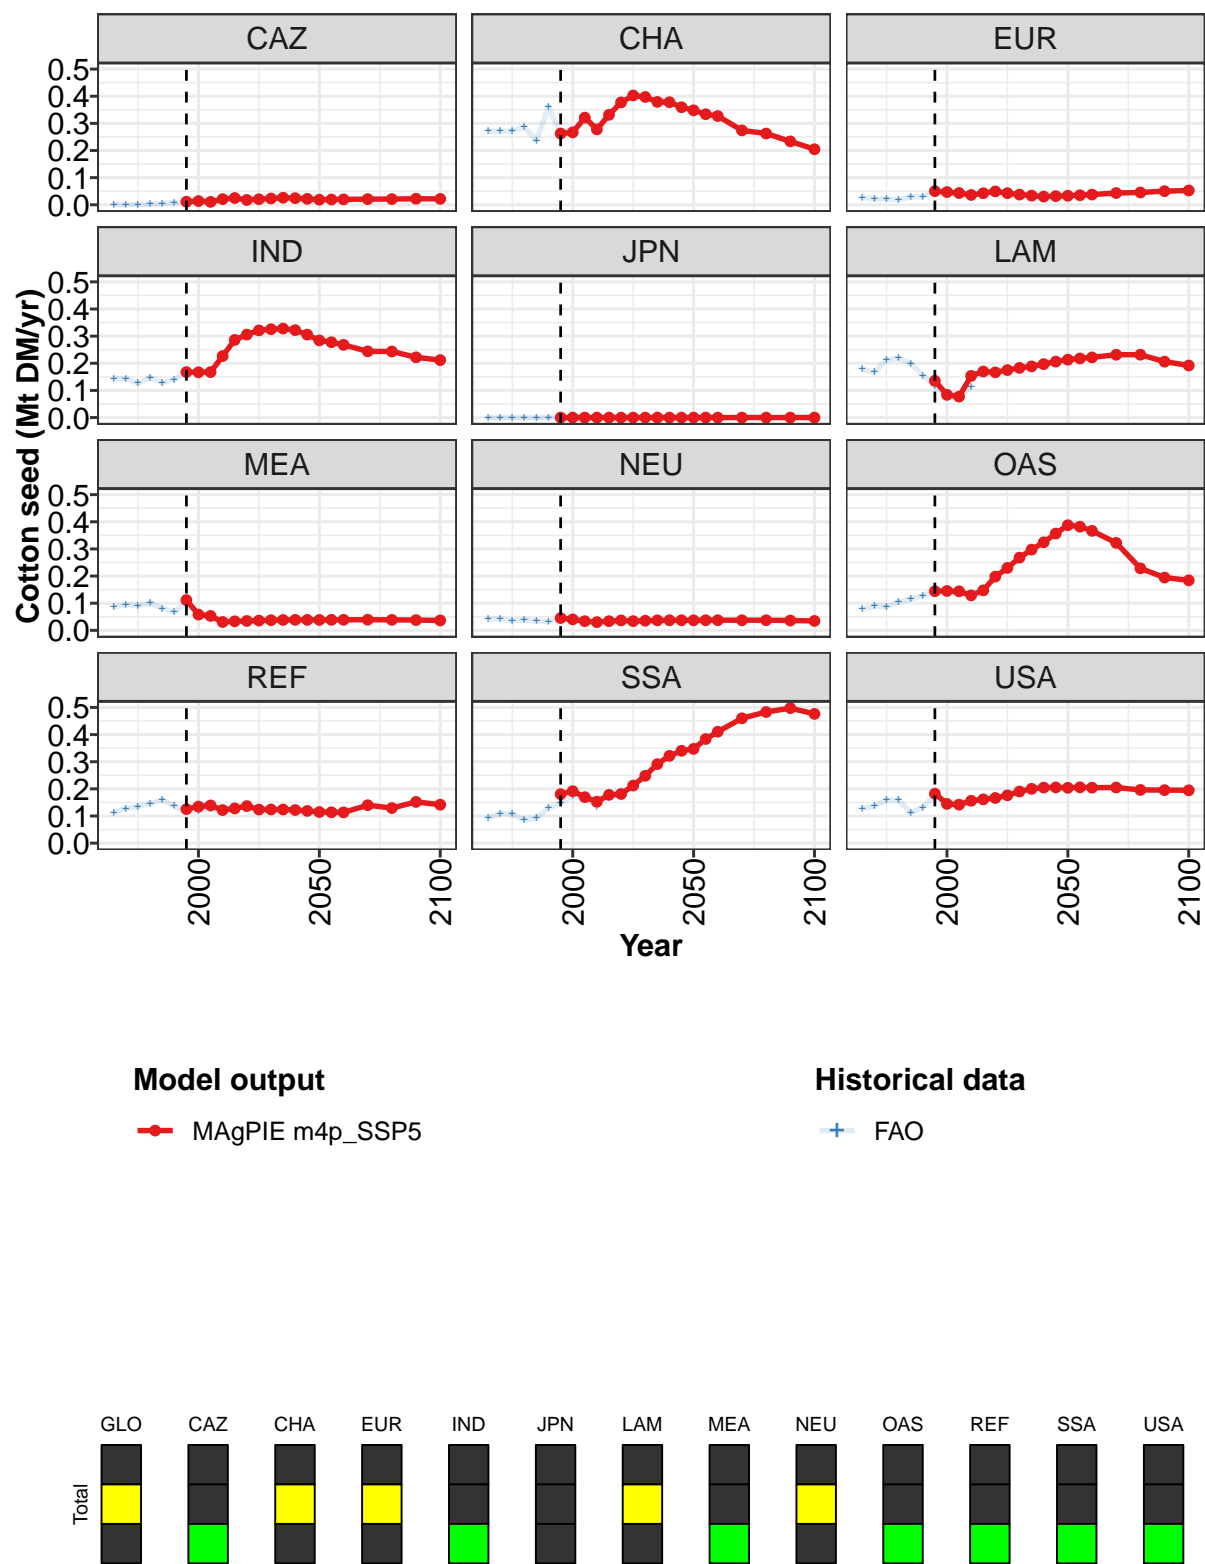 CAZ CHA EUR
0.5
0.4
0.3
0.2
0.1
0.0
IND JPN LAM
0.5
0.4
0.3
0.2
0.1
0.0
MEA NEU OAS
0.5
0.4
0.3
0.2
0.1
0.0
REF SSA USA
0.5
0.4
0.3
0.2
0.1
0.0
Cotton seed (Mt DM/yr)
2000 2050 2100 2000 2050 2100 2000 2050 2100
Year
Model output
MAgPIE m4p_SSP5
Historical data
FAO
GLO CAZ CHA EUR IND JPN LAM MEA NEU OAS REF SSA USA
Total